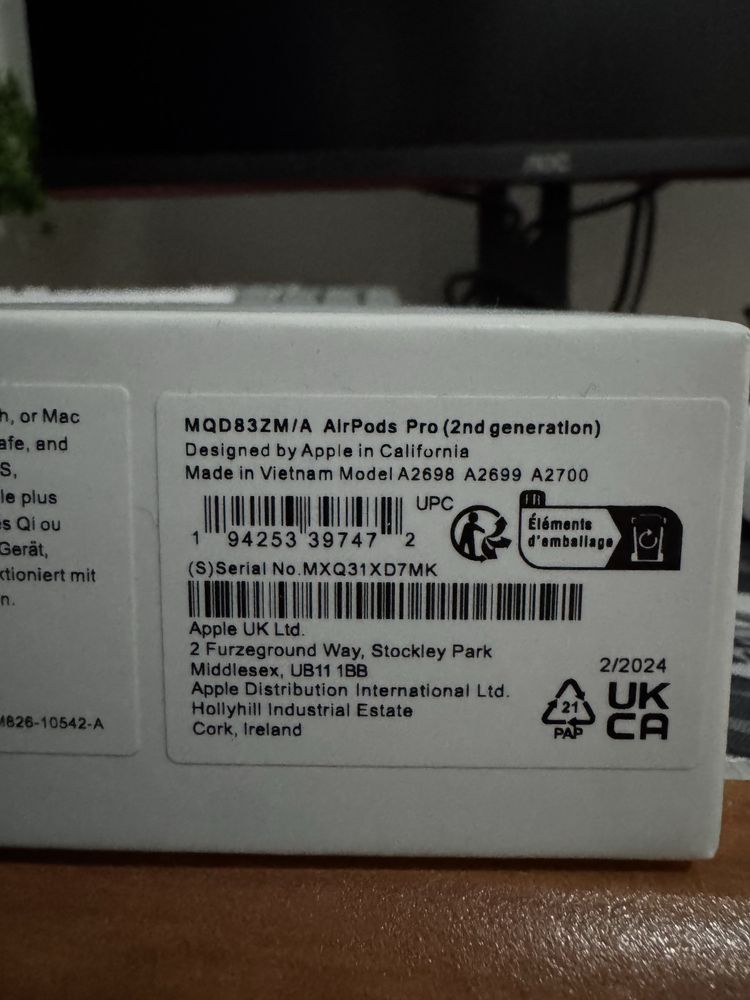 AOC
h, or Mac
afe, and
S,
le plus
s Qi ou
Gerät,
ktioniert mit
n.
M826-10542-A
MQD83ZM/A AirPods Pro (2nd generation)
Designed by Apple in California
Made in Vietnam Model A2698 A2699 A2700
UPC
1 94253 39747 2
FR
Éléments
d'emballage
(S)Serial No.MXQ31XD7MK
Apple UK Ltd.
2 Furzeground Way, Stockley Park
Middlesex, UB11 1BB
Apple Distribution International Ltd.
Hollyhill Industrial Estate
Cork, Ireland
2/2024
21
PAP
UK
CA